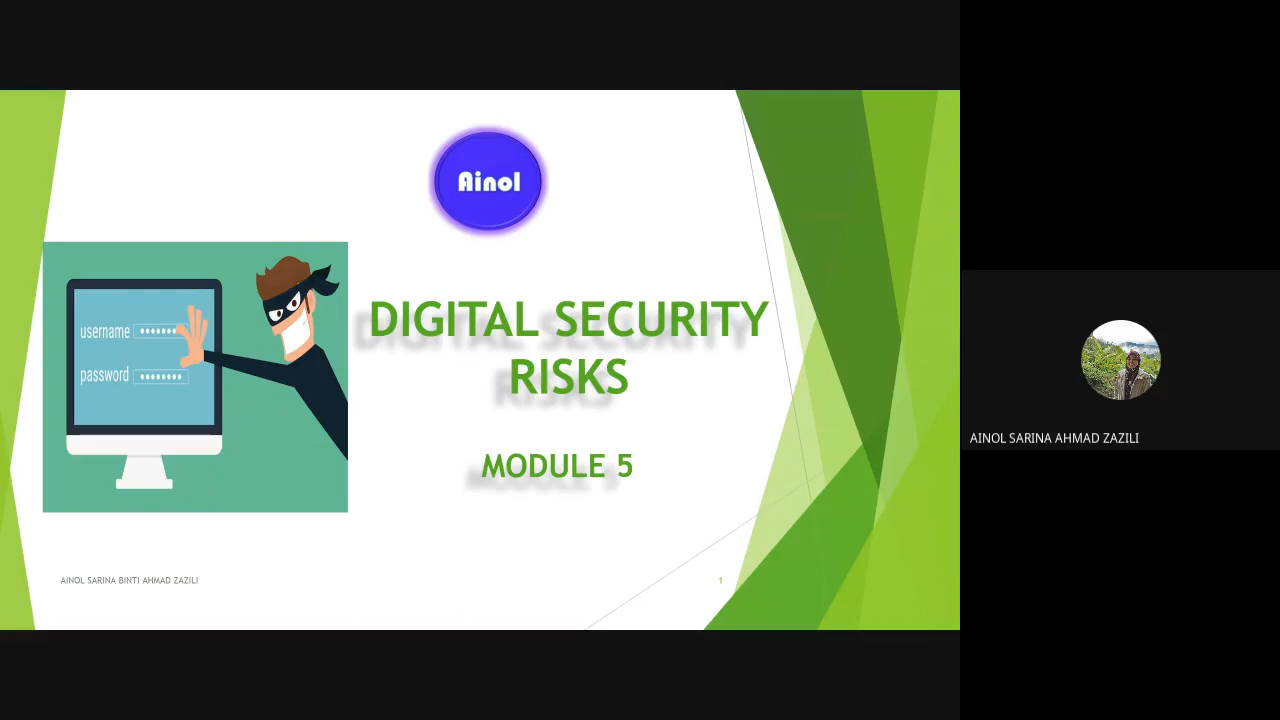 Ainol
username
password
DIGITAL SECURITY
RISKS
MODULE 5
AINOL SARINA BINTI AHMAD ZAZILI
1
AINOL SARINA AHMAD ZAZILI